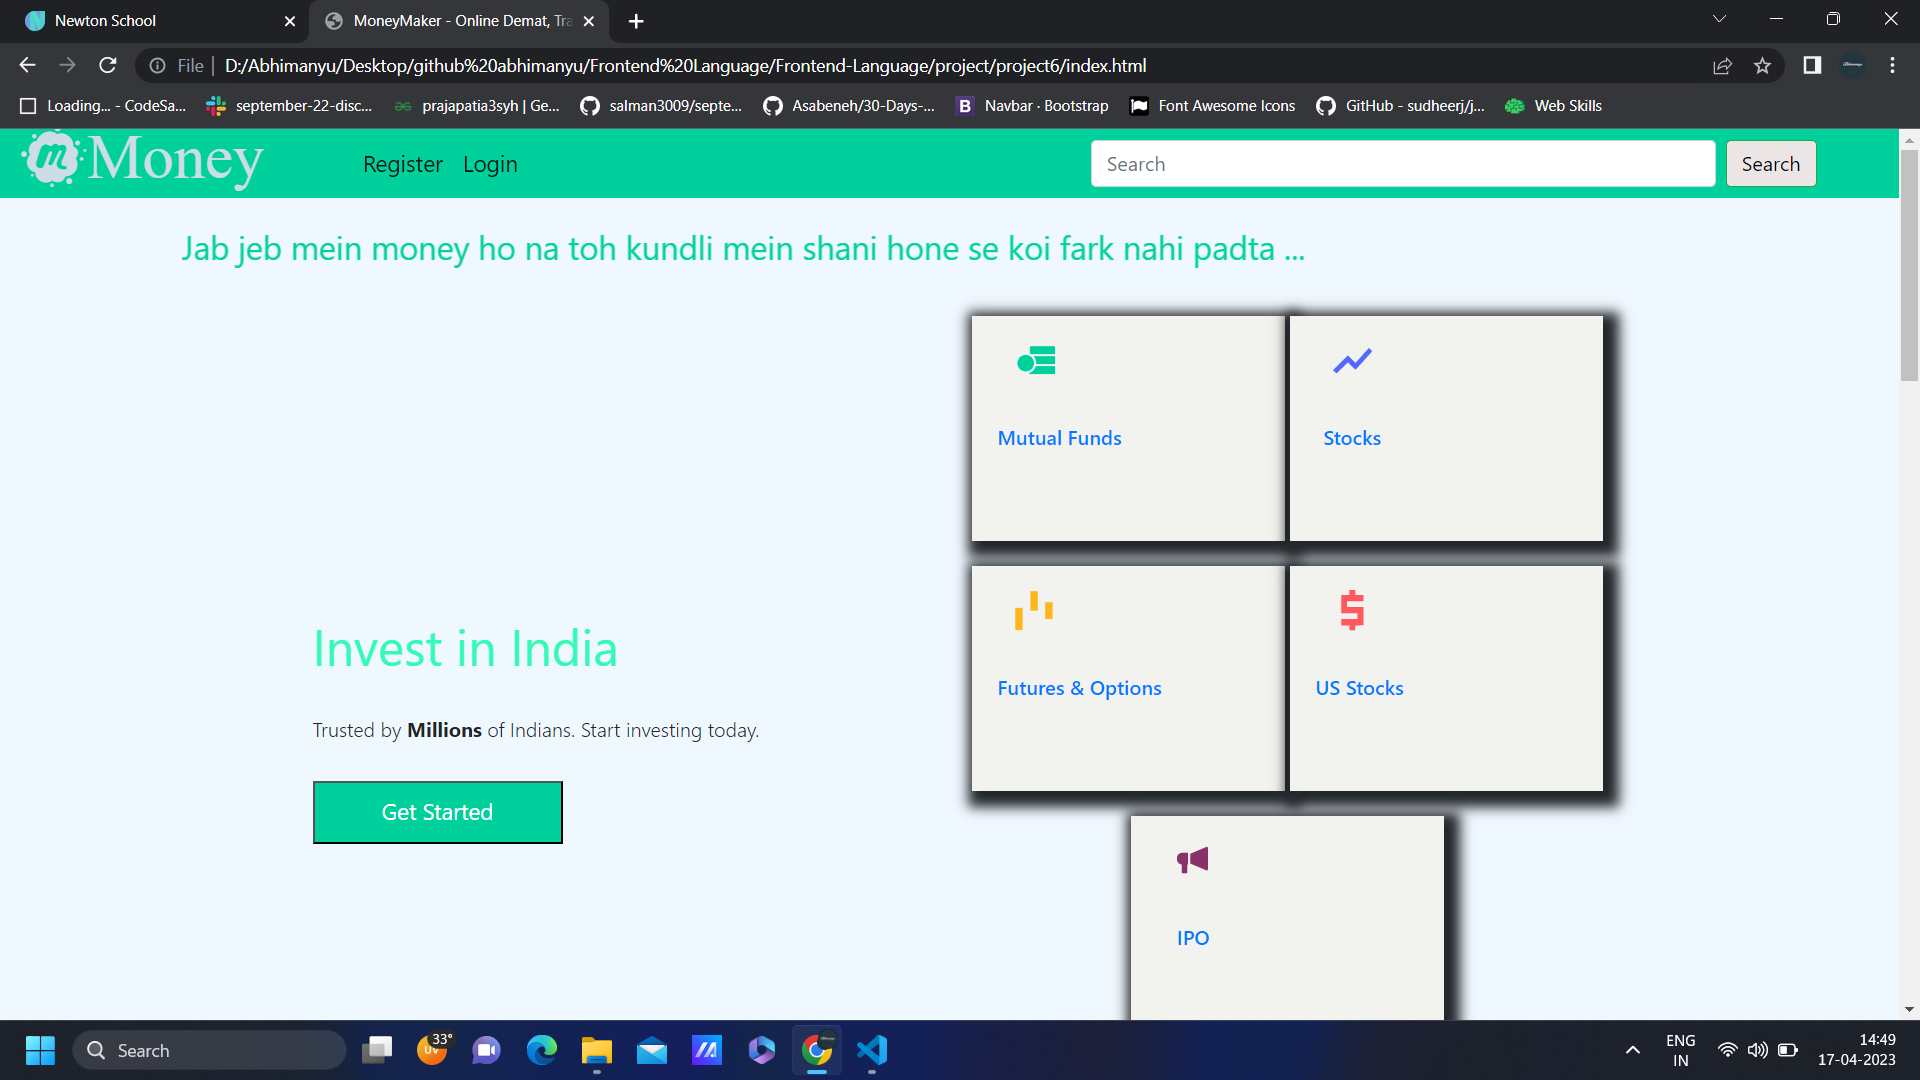 Newton School
MoneyMaker - Online Demat, Tra
File | D:/Abhimanyu/Desktop/github%20abhimanyu/Frontend%20Language/Frontend-Language/project/project6/index.html
Loading... - CodeSa...
september-22-disc...
prajapatia3syh | Ge...
salman3009/septe...
Asabeneh/30-Days-...
B
Navbar · Bootstrap
Font Awesome Icons
GitHub - sudheerj/j...
Web Skills
m Money
Register
Login
Search
Search
Jab jeb mein money ho na toh kundli mein shani hone se koi fark nahi padta ...
Mutual Funds
Stocks
Invest in India
Trusted by Millions of Indians. Start investing today.
Get Started
Futures & Options
US Stocks
IPO
Search
33°
UV
ENG
IN
14:49
17-04-2023